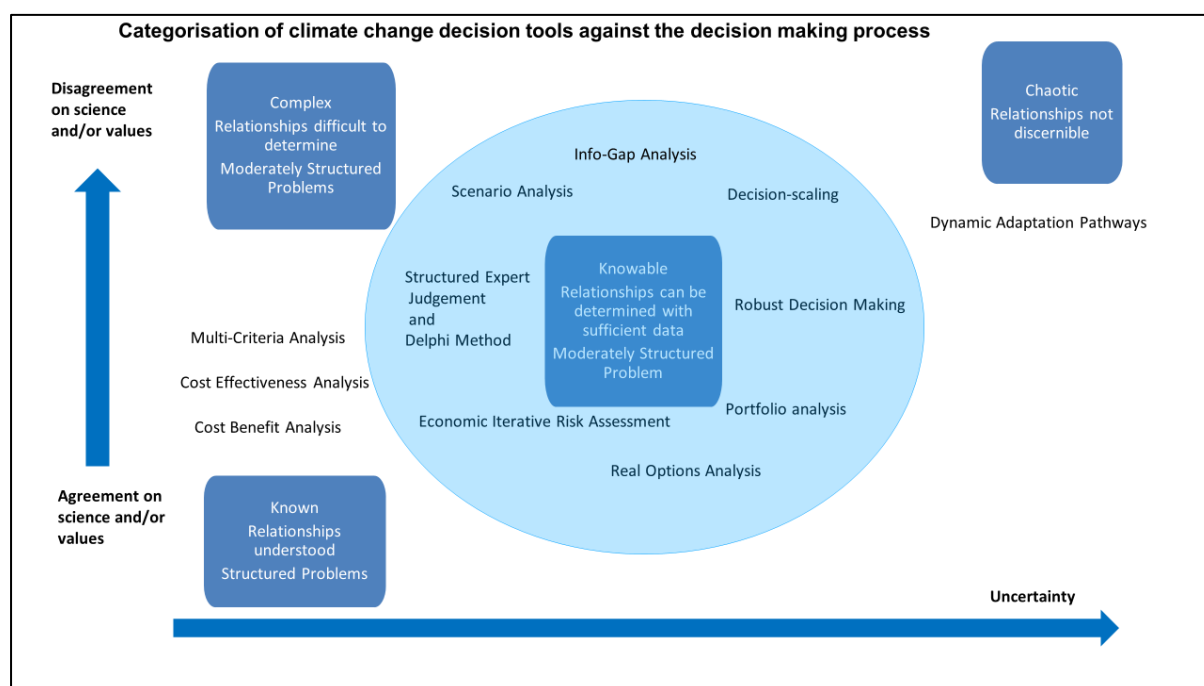 Categorisation of climate change decision tools against the decision making process
Disagreement
on science
and/or values
Complex
Relationships difficult to
determine
Moderately Structured
Problems
Chaotic
Relationships not
discernible
Info-Gap Analysis
Scenario Analysis
Decision-scaling
Dynamic Adaptation Pathways
Structured Expert
Judgement
and
Delphi Method
Knowable
Relationships can be
determined with
sufficient data
Moderately Structured
Problem
Robust Decision Making
Multi-Criteria Analysis
Cost Effectiveness Analysis
Cost Benefit Analysis
Economic Iterative Risk Assessment
Portfolio analysis
Real Options Analysis
Agreement on
science and/or
values
Known
Relationships
understood
Structured Problems
Uncertainty